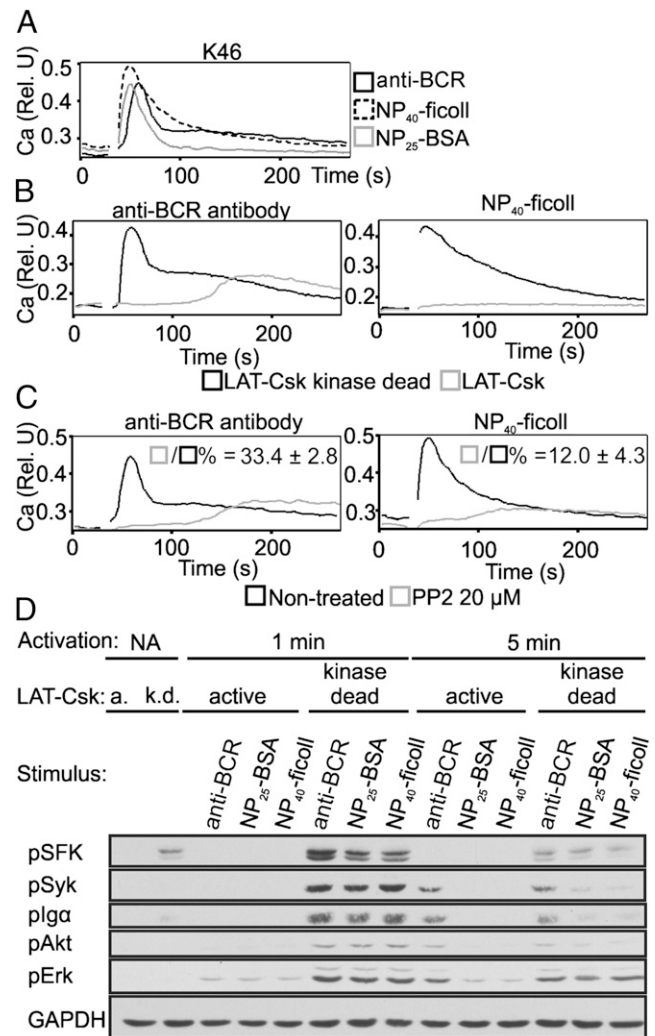 A
K46
Ca (Rel. U)
0.5
0.4
0.3
0 100 200 Time (s)
anti-BCR
NP40-ficoll
NP25-BSA
B
anti-BCR antibody
NP40-ficoll
Ca (Rel. U)
0.4 0.4
0.3 0.3
0.2 0.2
0 100 200 0 100 200
Time (s) Time (s)
LAT-Csk kinase dead LAT-Csk
C
anti-BCR antibody
NP40-ficoll
Ca (Rel. U)
0.5 0.5
/ % = 33.4 ± 2.8 / % = 12.0 ± 4.3
0.4 0.4
0.3 0.3
0 100 200 0 100 200
Time (s) Time (s)
Non-treated PP2 20 µM
D
Activation: NA 1 min 5 min
LAT-Csk: a. k.d. active kinase dead active kinase dead
Stimulus: anti-BCR NP25-BSA NP40-ficoll anti-BCR NP25-BSA NP40-ficoll anti-BCR NP25-BSA NP40-ficoll anti-BCR NP25-BSA NP40-ficoll
pSFK
pSyk
pIgα
pAkt
pErk
GAPDH